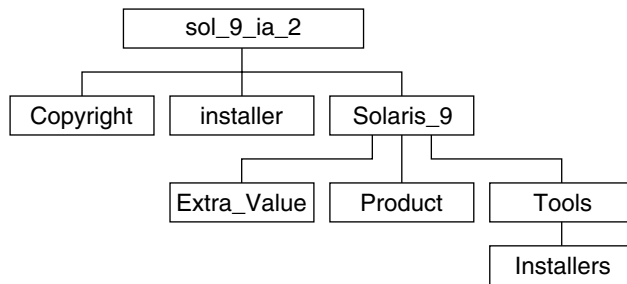 sol_9_ia_2
Copyright
installer
Solaris_9
Extra_Value
Product
Tools
Installers